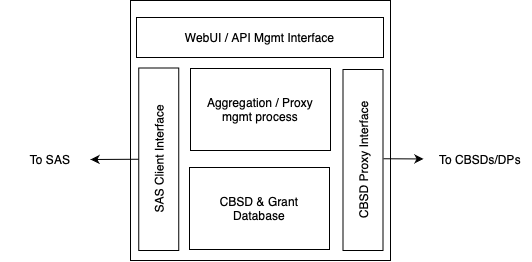 WebUI / API Mgmt Interface
SAS Client Interface
Aggregation / Proxy
mgmt process
CBSD Proxy Interface
To SAS
To CBSDs/DPs
CBSD & Grant
Database